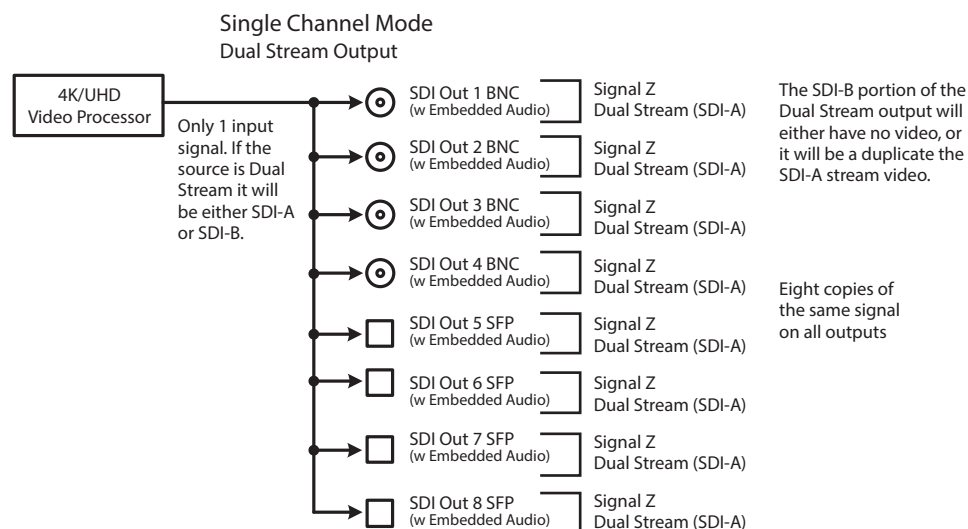 Single Channel Mode
Dual Stream Output
4K/UHD
Video Processor
Only 1 input
signal. If the
source is Dual
Stream it will
be either SDI-A
or SDI-B.
SDI Out 1 BNC
(w Embedded Audio)
Signal Z
Dual Stream (SDI-A)
SDI Out 2 BNC
(w Embedded Audio)
Signal Z
Dual Stream (SDI-A)
SDI Out 3 BNC
(w Embedded Audio)
Signal Z
Dual Stream (SDI-A)
SDI Out 4 BNC
(w Embedded Audio)
Signal Z
Dual Stream (SDI-A)
SDI Out 5 SFP
(w Embedded Audio)
Signal Z
Dual Stream (SDI-A)
SDI Out 6 SFP
(w Embedded Audio)
Signal Z
Dual Stream (SDI-A)
SDI Out 7 SFP
(w Embedded Audio)
Signal Z
Dual Stream (SDI-A)
SDI Out 8 SFP
(w Embedded Audio)
Signal Z
Dual Stream (SDI-A)
The SDI-B portion of the
Dual Stream output will
either have no video, or
it will be a duplicate the
SDI-A stream video.
Eight copies of
the same signal
on all outputs